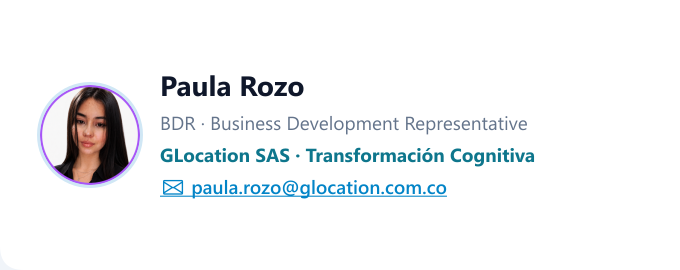 Paula Rozo
BDR · Business Development Representative
GLocation SAS · Transformación Cognitiva
paula.rozo@glocation.com.co